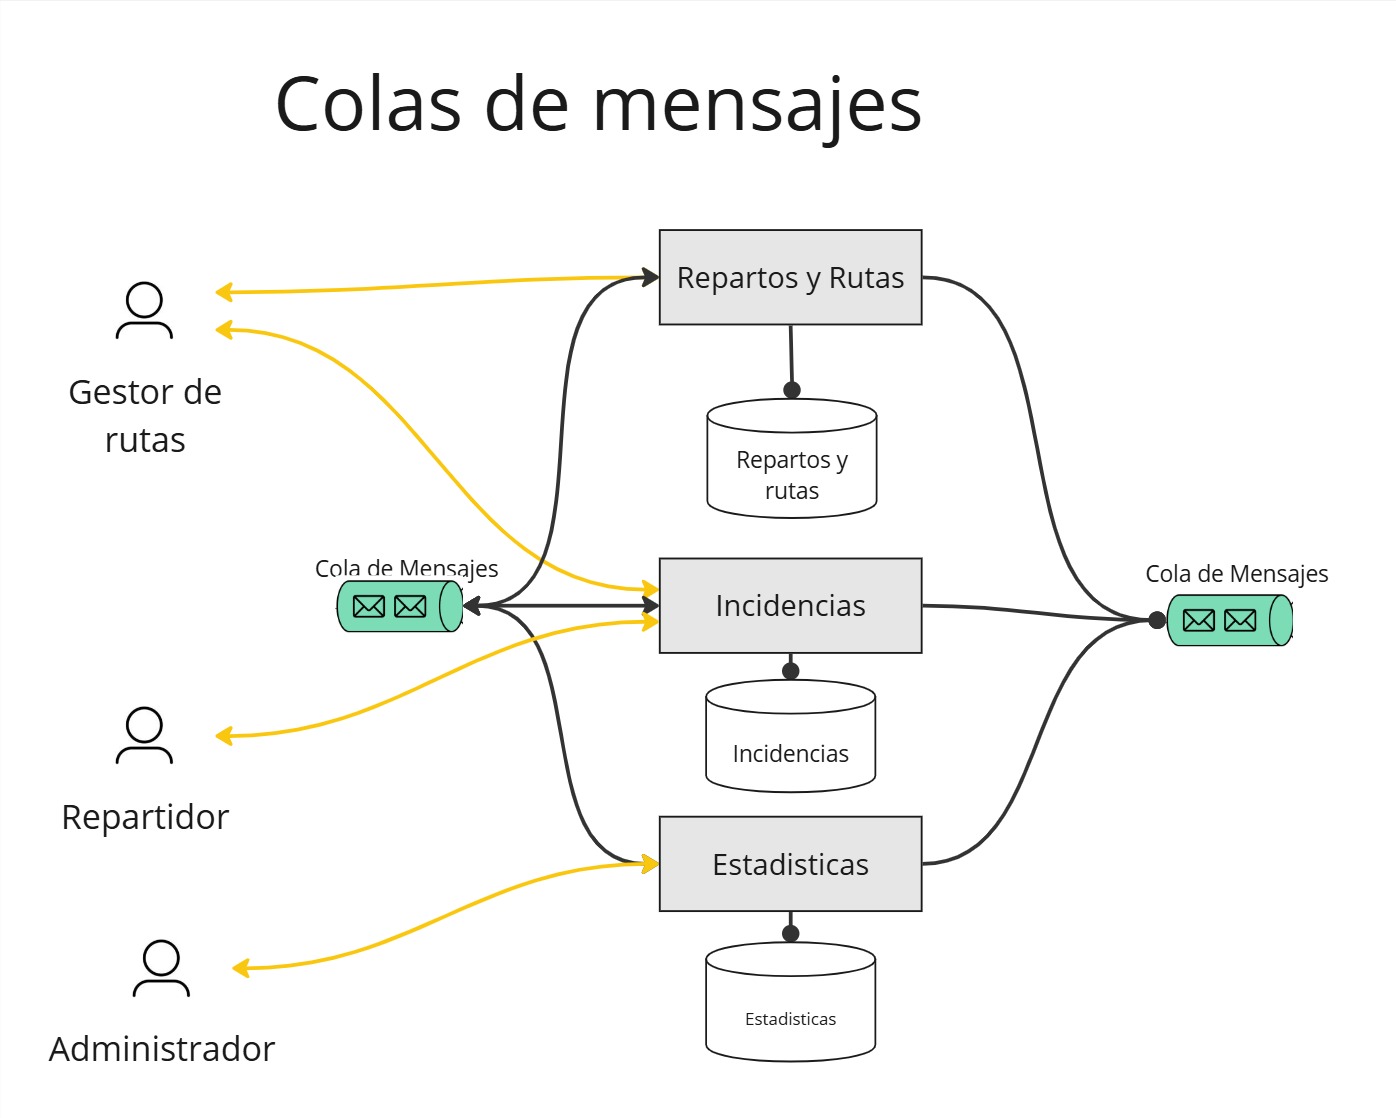 Colas de mensajes
Repartos y Rutas
Gestor de
rutas
Repartos y
rutas
Cola de Mensajes
Cola de Mensajes
Incidencias
Incidencias
Repartidor
Estadisticas
Estadisticas
Administrador